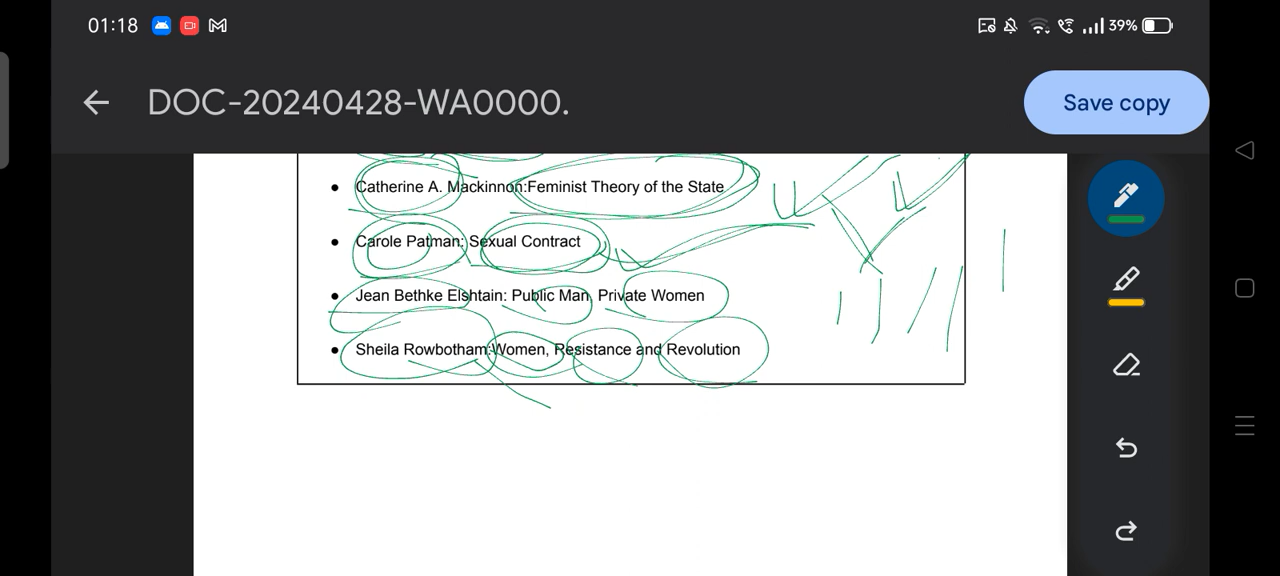 01:18 39%
DOC-20240428-WA0000.
Save copy
● Catherine A. Mackinnon:Feminist Theory of the State
● Carole Patman: Sexual Contract
● Jean Bethke Elshtain: Public Man, Private Women
● Sheila Rowbotham:Women, Resistance and Revolution